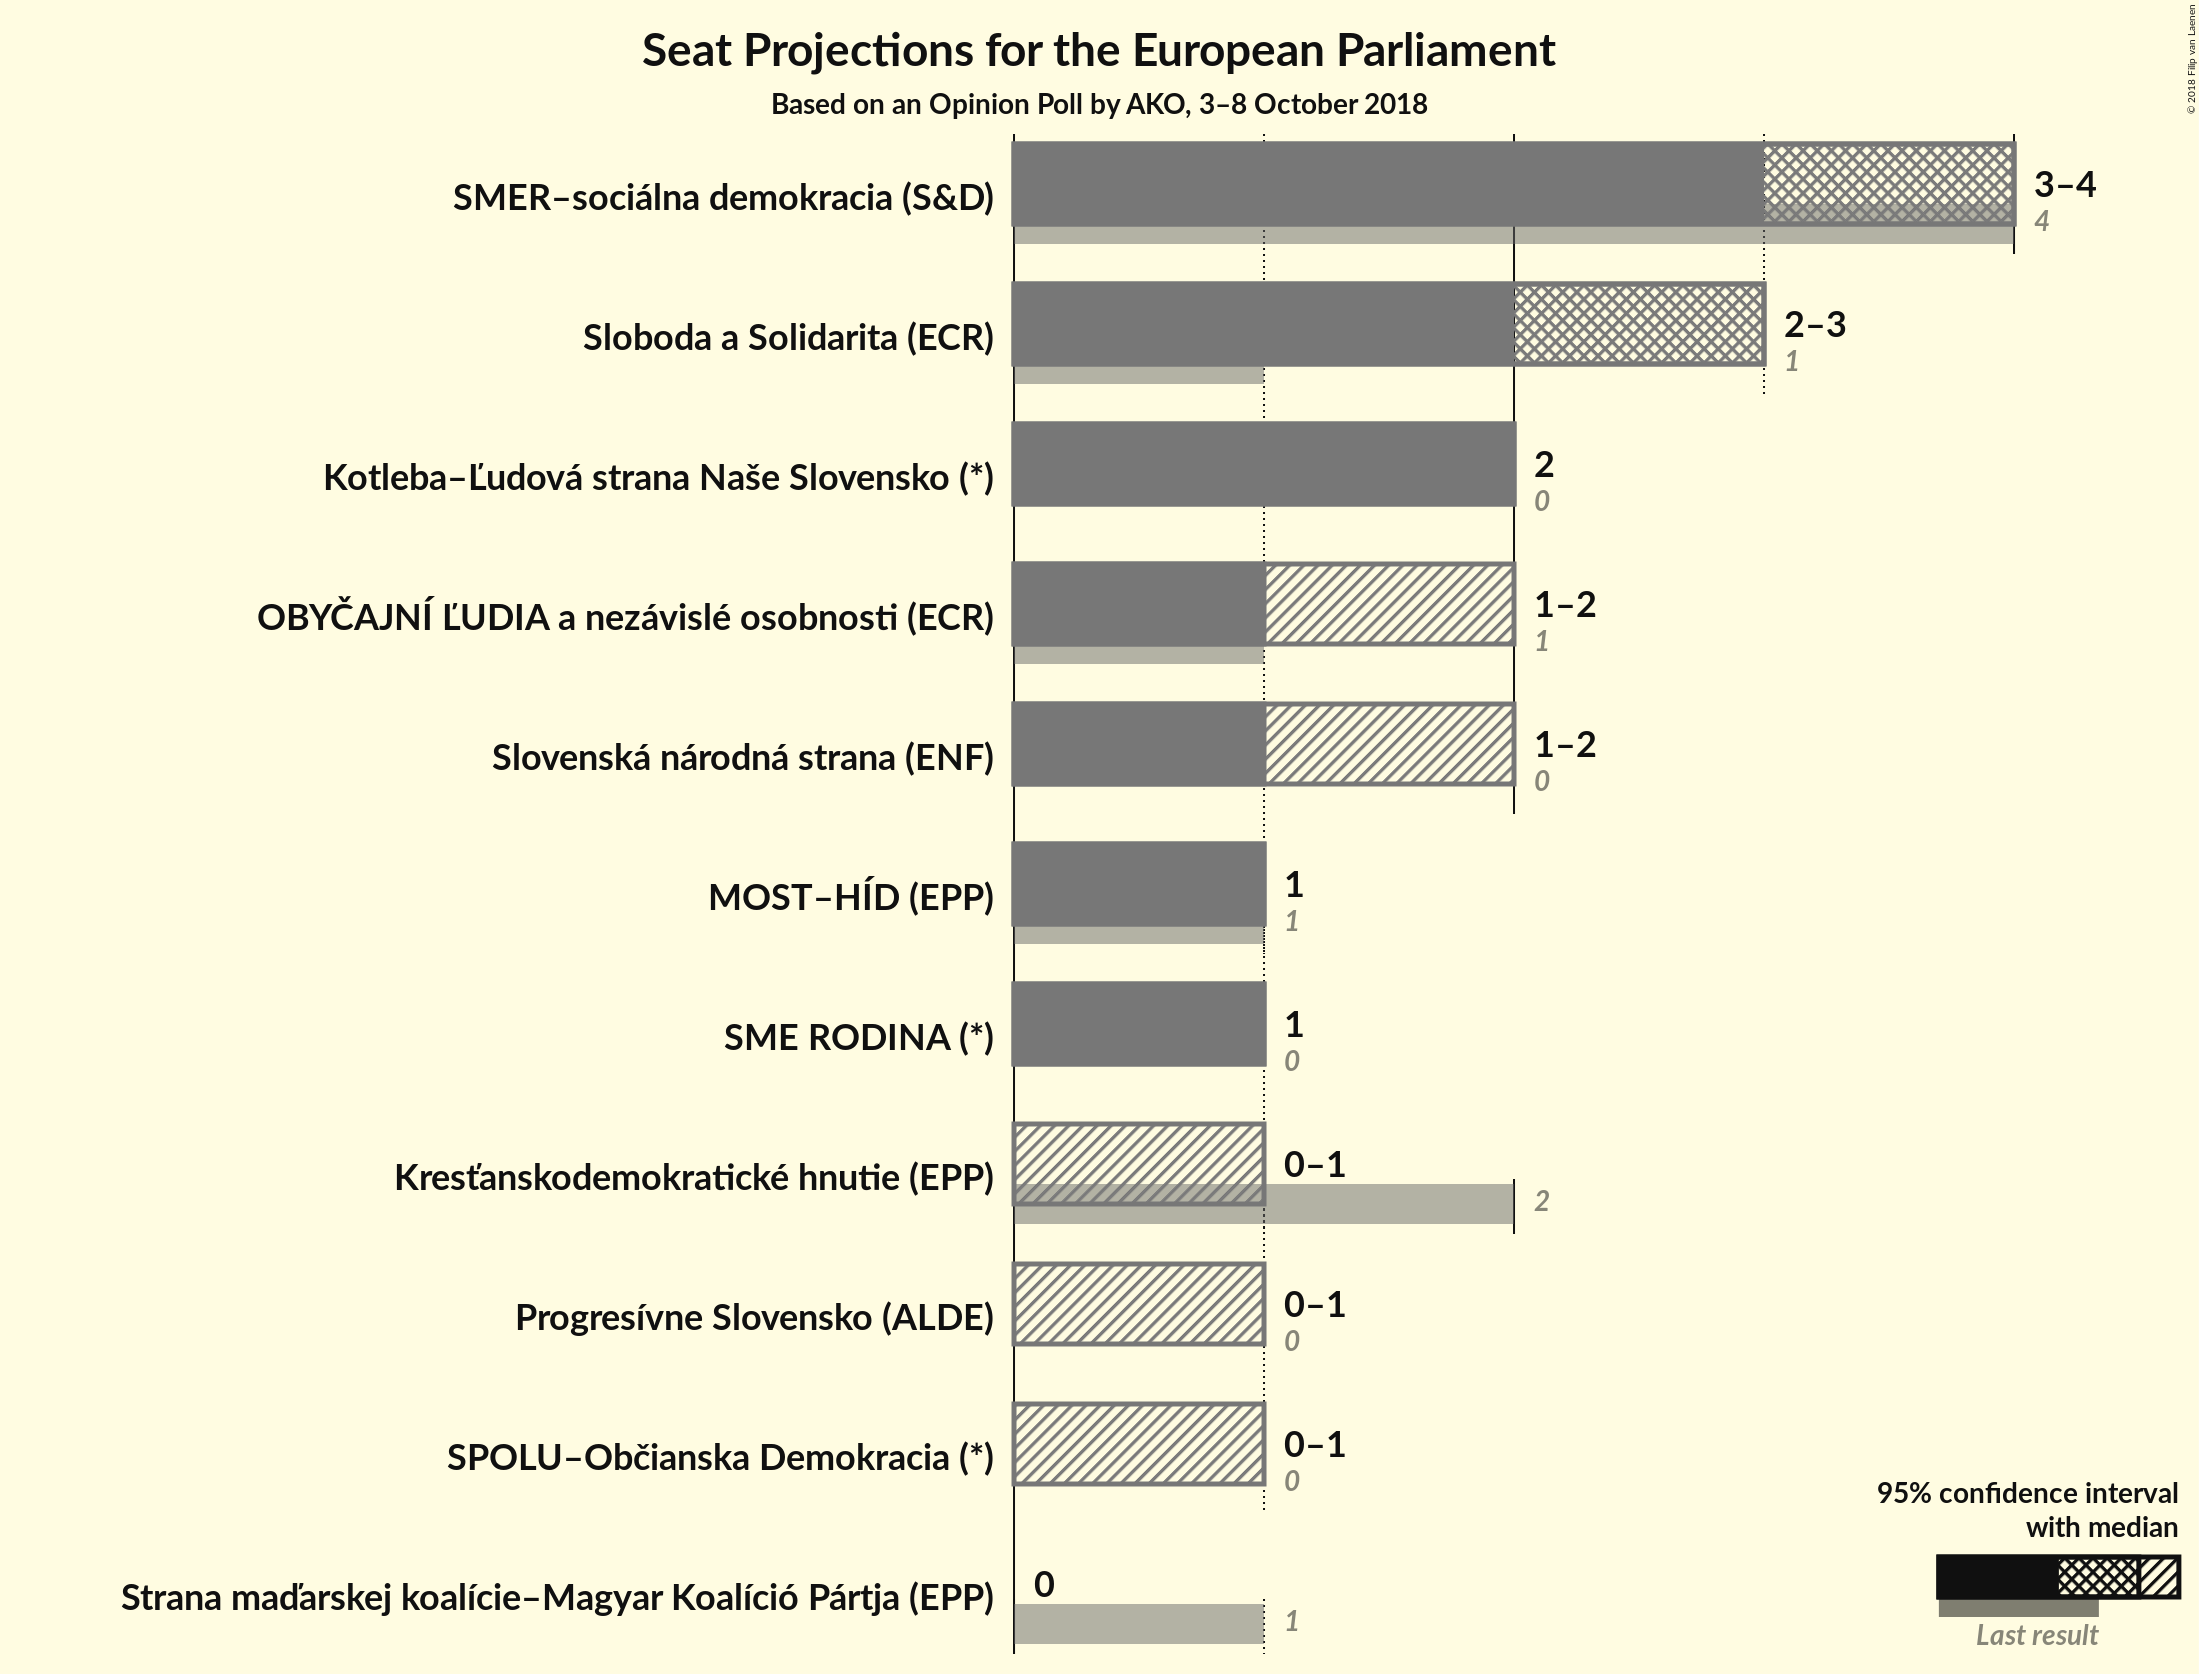 Seat Projections for the European Parliament
Based on an Opinion Poll by AKO, 3–8 October 2018
© 2018 Filip van Laenen
SMER–sociálna demokracia (S&D)
3–4
4
Sloboda a Solidarita (ECR)
2–3
1
Kotleba–Ľudová strana Naše Slovensko (*)
2
0
OBYČAJNÍ ĽUDIA a nezávislé osobnosti (ECR)
1–2
1
Slovenská národná strana (ENF)
1–2
0
MOST–HÍD (EPP)
1
1
SME RODINA (*)
1
0
Kresťanskodemokratické hnutie (EPP)
0–1
2
Progresívne Slovensko (ALDE)
0–1
0
SPOLU–Občianska Demokracia (*)
0–1
0
Strana maďarskej koalície–Magyar Koalíció Pártja (EPP)
0
1
95% confidence interval
with median
Last result